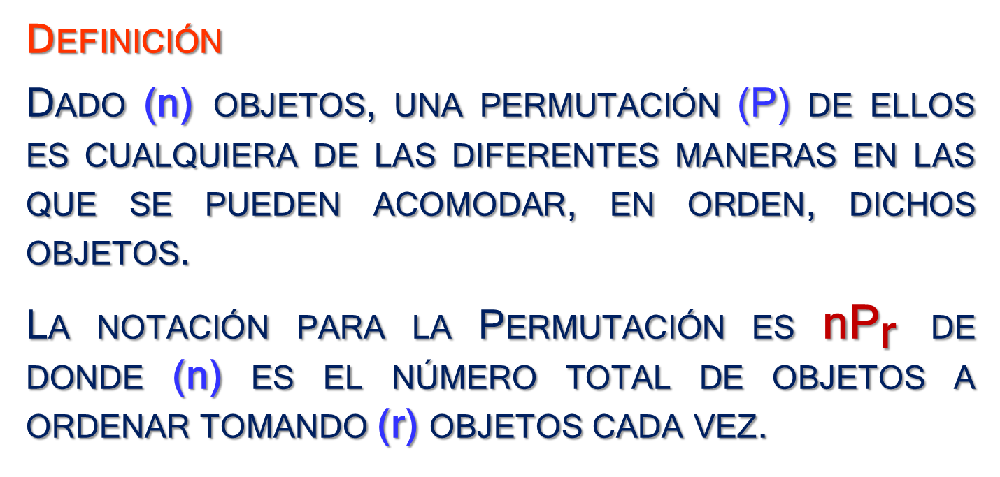 DEFINICIÓN
DADO (n) OBJETOS, UNA PERMUTACIÓN (P) DE ELLOS
ES CUALQUIERA DE LAS DIFERENTES MANERAS EN LAS
QUE SE PUEDEN ACOMODAR, EN ORDEN, DICHOS
OBJETOS.
LA NOTACIÓN PARA LA PERMUTACIÓN ES nPr DE
DONDE (n) ES EL NÚMERO TOTAL DE OBJETOS A
ORDENAR TOMANDO (r) OBJETOS CADA VEZ.